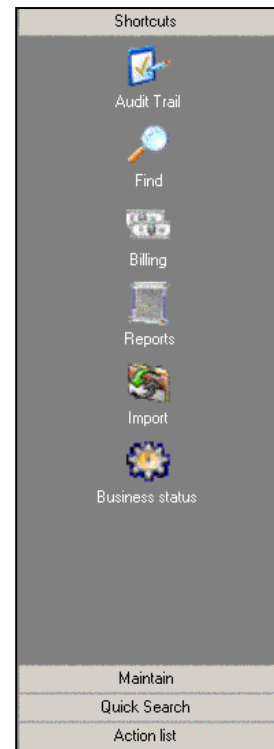 Shortcuts
Audit Trail
Find
Billing
Reports
Import
Business status
Maintain
Quick Search
Action list